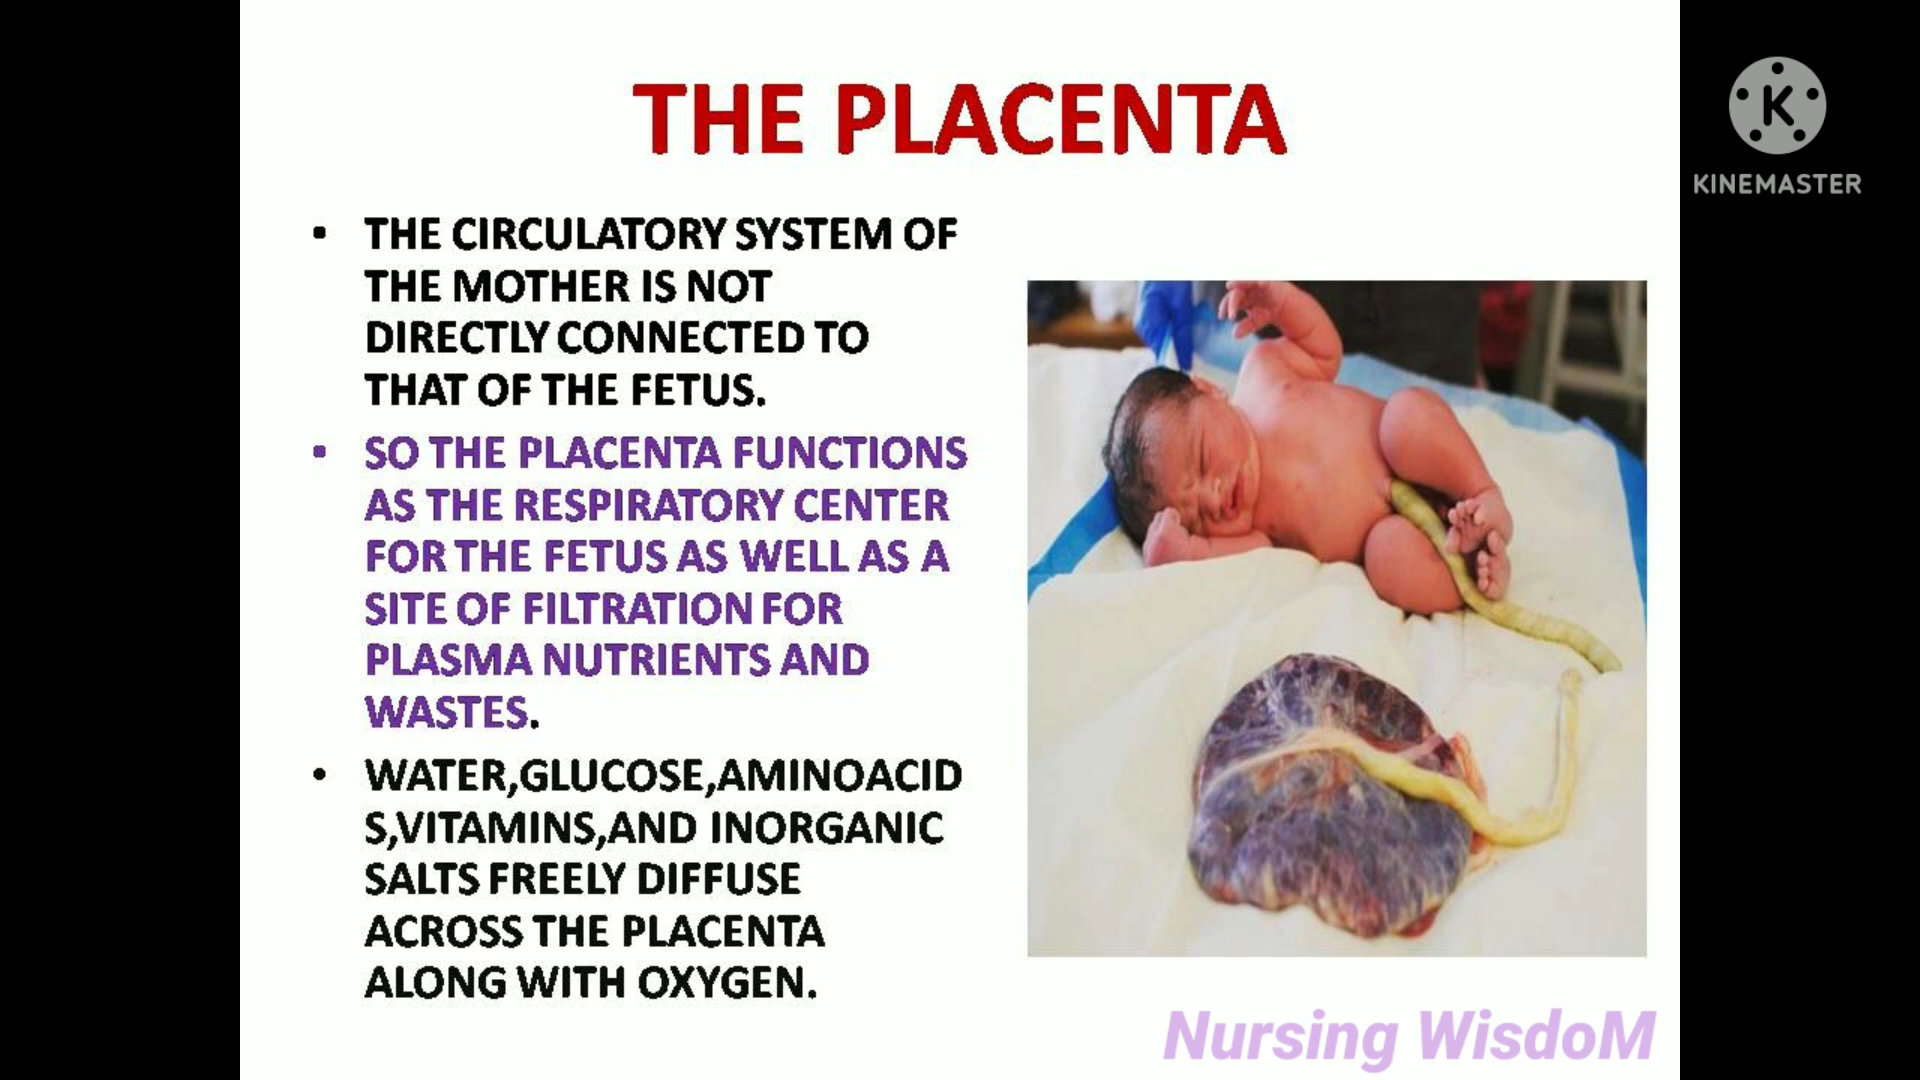 THE PLACENTA
• THE CIRCULATORY SYSTEM OF
THE MOTHER IS NOT
DIRECTLY CONNECTED TO
THAT OF THE FETUS.
• SO THE PLACENTA FUNCTIONS
AS THE RESPIRATORY CENTER
FOR THE FETUS AS WELL AS A
SITE OF FILTRATION FOR
PLASMA NUTRIENTS AND
WASTES.
• WATER,GLUCOSE,AMINOACID
S,VITAMINS,AND INORGANIC
SALTS FREELY DIFFUSE
ACROSS THE PLACENTA
ALONG WITH OXYGEN.
K
KINEMASTER
Nursing WisdoM